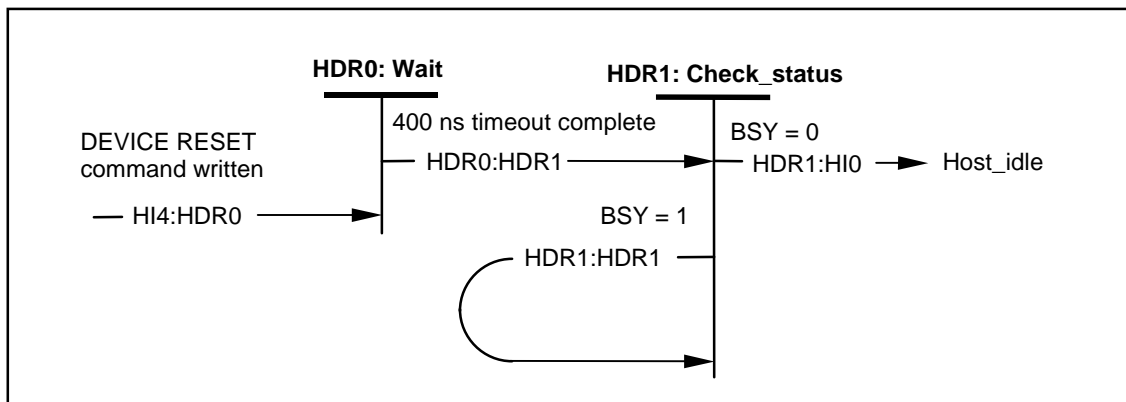 HDR0: Wait
HDR1: Check_status
400 ns timeout complete
BSY = 0
DEVICE RESET
command written
HDR0:HDR1
HDR1:HI0
Host_idle
HI4:HDR0
BSY = 1
HDR1:HDR1